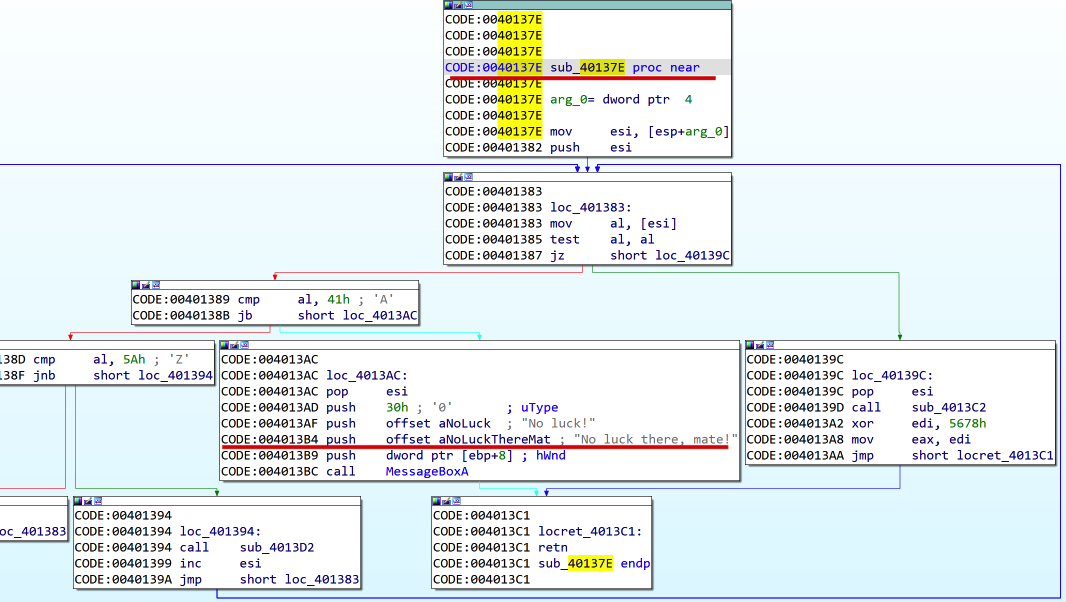 CODE:0040137E
CODE:0040137E
CODE:0040137E
CODE:0040137E sub_40137E proc near
CODE:0040137E
CODE:0040137E arg_0= dword ptr 4
CODE:0040137E
CODE:0040137E mov esi, [esp+arg_0]
CODE:00401382 push esi
CODE:00401383
CODE:00401383 loc_401383:
CODE:00401383 mov al, [esi]
CODE:00401385 test al, al
CODE:00401387 jz short loc_40139C
CODE:00401389 cmp al, 41h ; 'A'
CODE:0040138B jb short loc_4013AC
38D cmp al, 5Ah ; 'Z'
38F jnb short loc_401394
CODE:004013AC
CODE:004013AC loc_4013AC:
CODE:004013AC pop esi
CODE:004013AD push 30h ; '0' ; uType
CODE:004013AF push offset aNoLuck ; "No luck!"
CODE:004013B4 push offset aNoLuckThereMat ; "No luck there, mate!"
CODE:004013B9 push dword ptr [ebp+8] ; hWnd
CODE:004013BC call MessageBoxA
CODE:0040139C
CODE:0040139C loc_40139C:
CODE:0040139C pop esi
CODE:0040139D call sub_4013C2
CODE:004013A2 xor edi, 5678h
CODE:004013A8 mov eax, edi
CODE:004013AA jmp short locret_4013C1
oc_401383
CODE:00401394
CODE:00401394 loc_401394:
CODE:00401394 call sub_4013D2
CODE:00401399 inc esi
CODE:0040139A jmp short loc_401383
CODE:004013C1
CODE:004013C1 locret_4013C1:
CODE:004013C1 retn
CODE:004013C1 sub_40137E endp
CODE:004013C1